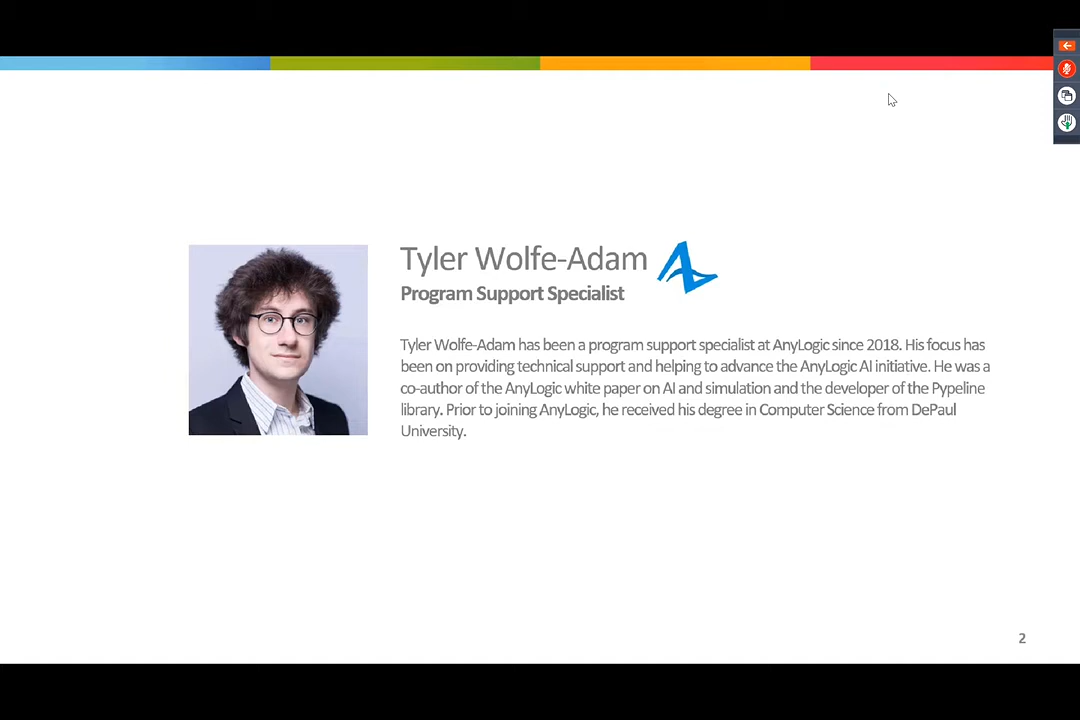 Tyler Wolfe-Adam
Program Support Specialist
Tyler Wolfe-Adam has been a program support specialist at AnyLogic since 2018. His focus has
been on providing technical support and helping to advance the AnyLogic AI initiative. He was a
co-author of the AnyLogic white paper on AI and simulation and the developer of the Pypeline
library. Prior to joining AnyLogic, he received his degree in Computer Science from DePaul
University.
2